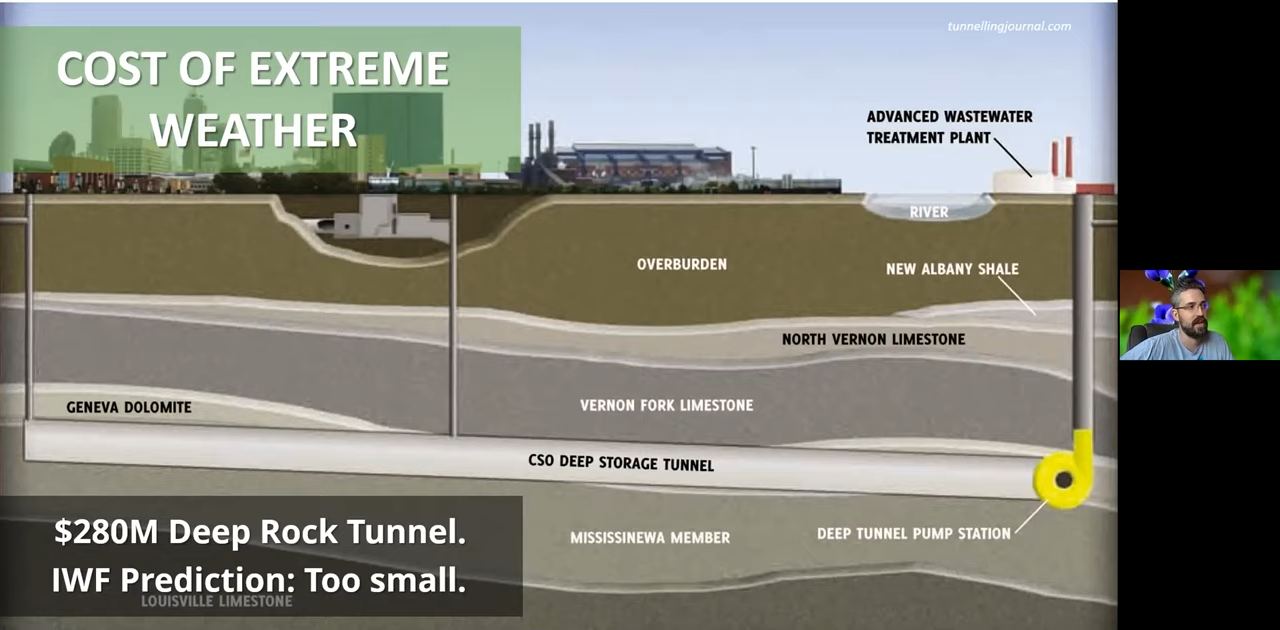 tunnellingjournal.com
COST OF EXTREME
WEATHER
ADVANCED WASTEWATER
TREATMENT PLANT
RIVER
OVERBURDEN
NEW ALBANY SHALE
NORTH VERNON LIMESTONE
GENEVA DOLOMITE
VERNON FORK LIMESTONE
CSO DEEP STORAGE TUNNEL
$280M Deep Rock Tunnel.
MISSISSINEWA MEMBER
DEEP TUNNEL PUMP STATION
IWF Prediction: Too small.
LOUISVILLE LIMESTONE